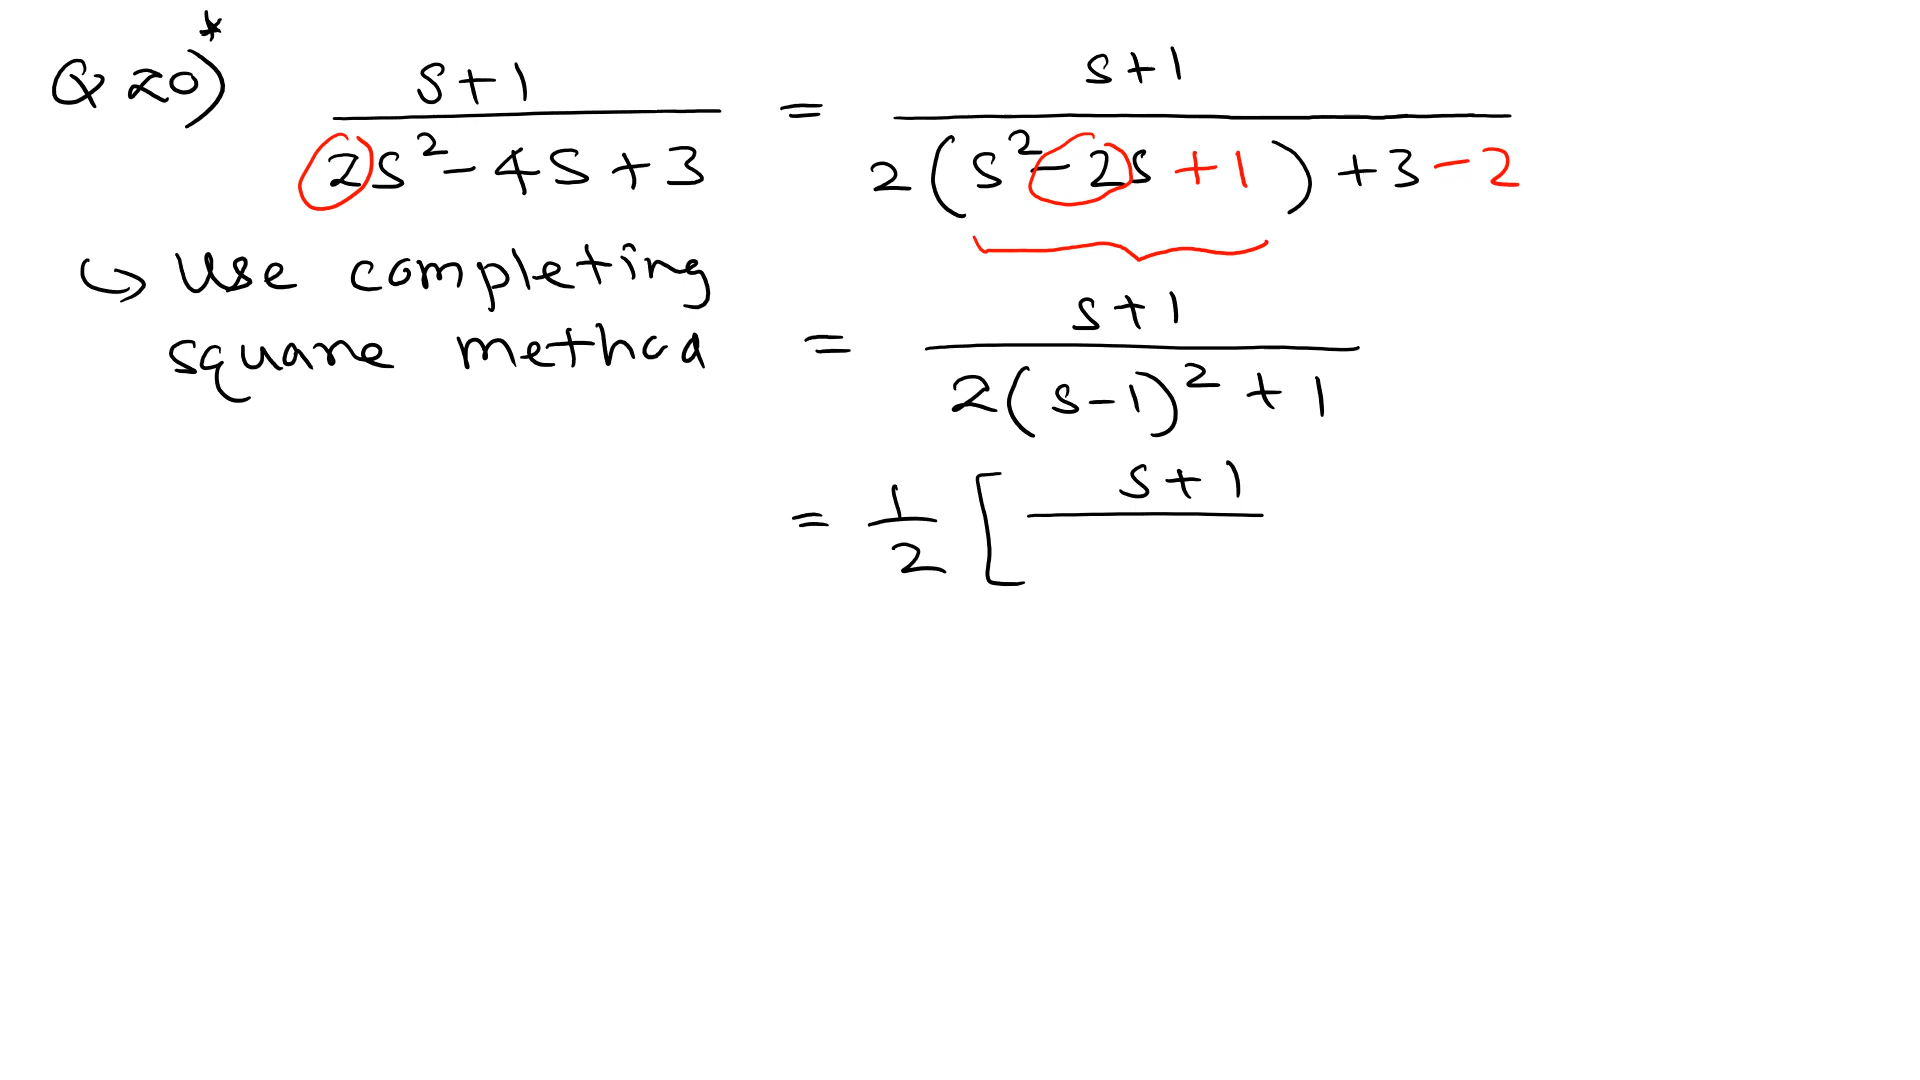 Q 20)* (s+1)/(2s²-4s+3) = (s+1)/(2(s²-2s+1)+3-2)
↪ Use completing
square method = (s+1)/(2(s-1)²+1)
= 1/2 [ (s+1)/